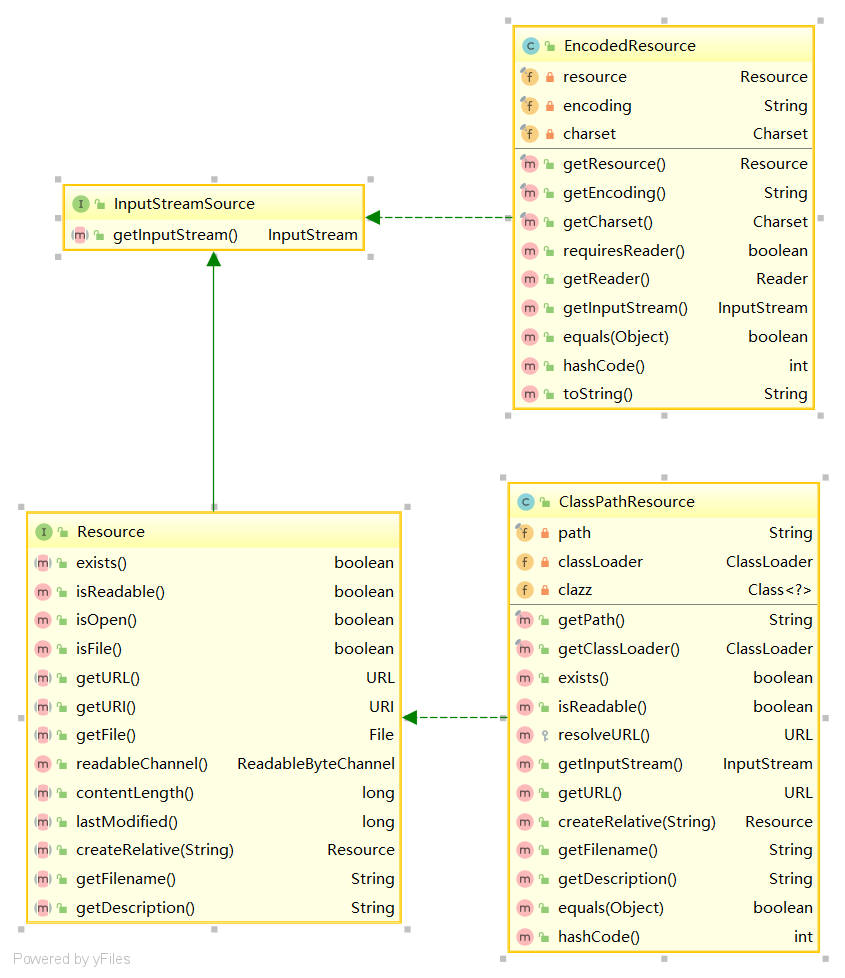 EncodedResource
resource Resource
encoding String
charset Charset
getResource() Resource
getEncoding() String
getCharset() Charset
requiresReader() boolean
getReader() Reader
getInputStream() InputStream
equals(Object) boolean
hashCode() int
toString() String
InputStreamSource
getInputStream() InputStream
Resource
exists() boolean
isReadable() boolean
isOpen() boolean
isFile() boolean
getURL() URL
getURI() URI
getFile() File
readableChannel() ReadableByteChannel
contentLength() long
lastModified() long
createRelative(String) Resource
getFilename() String
getDescription() String
ClassPathResource
path String
classLoader ClassLoader
clazz Class<?>
getPath() String
getClassLoader() ClassLoader
exists() boolean
isReadable() boolean
resolveURL() URL
getInputStream() InputStream
getURL() URL
createRelative(String) Resource
getFilename() String
getDescription() String
equals(Object) boolean
hashCode() int
Powered by yFiles